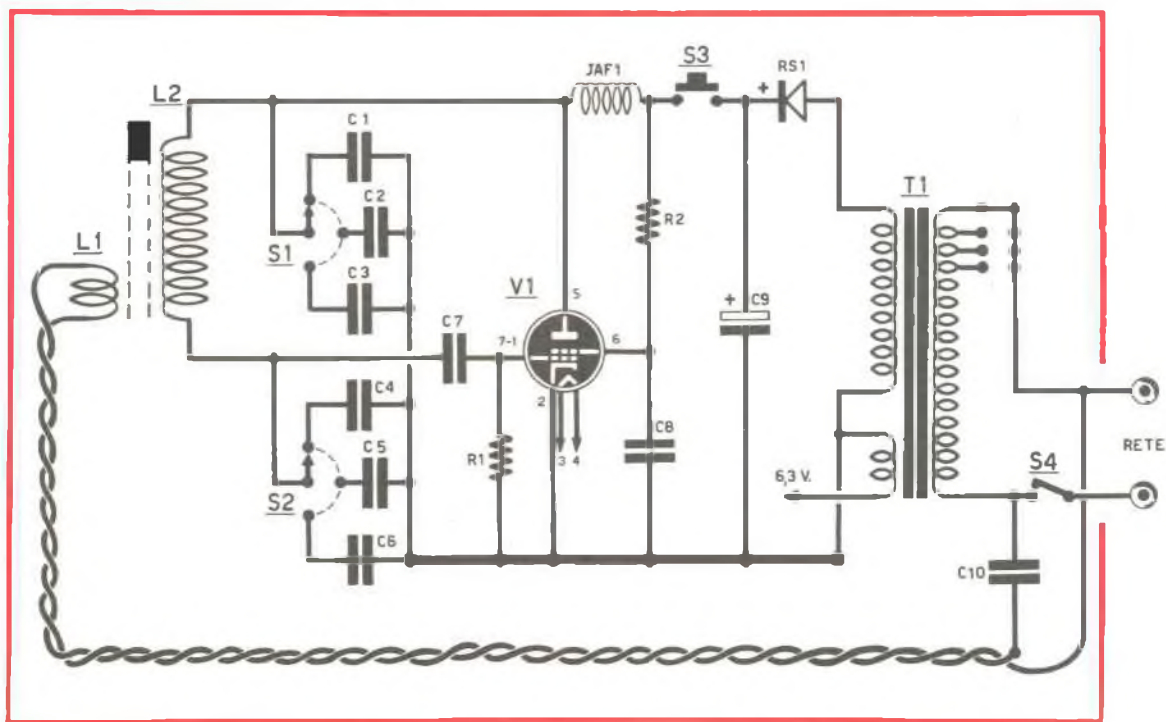 S3
JAF1
+
RS1
L2
C1
T1
C2
R2
L1
S1
C3
V1
5
+
C9
C7
7-1
6
RETE
C4
2
C8
S4
C5
R1
3
4
6,3 V.
S2
C6
C10